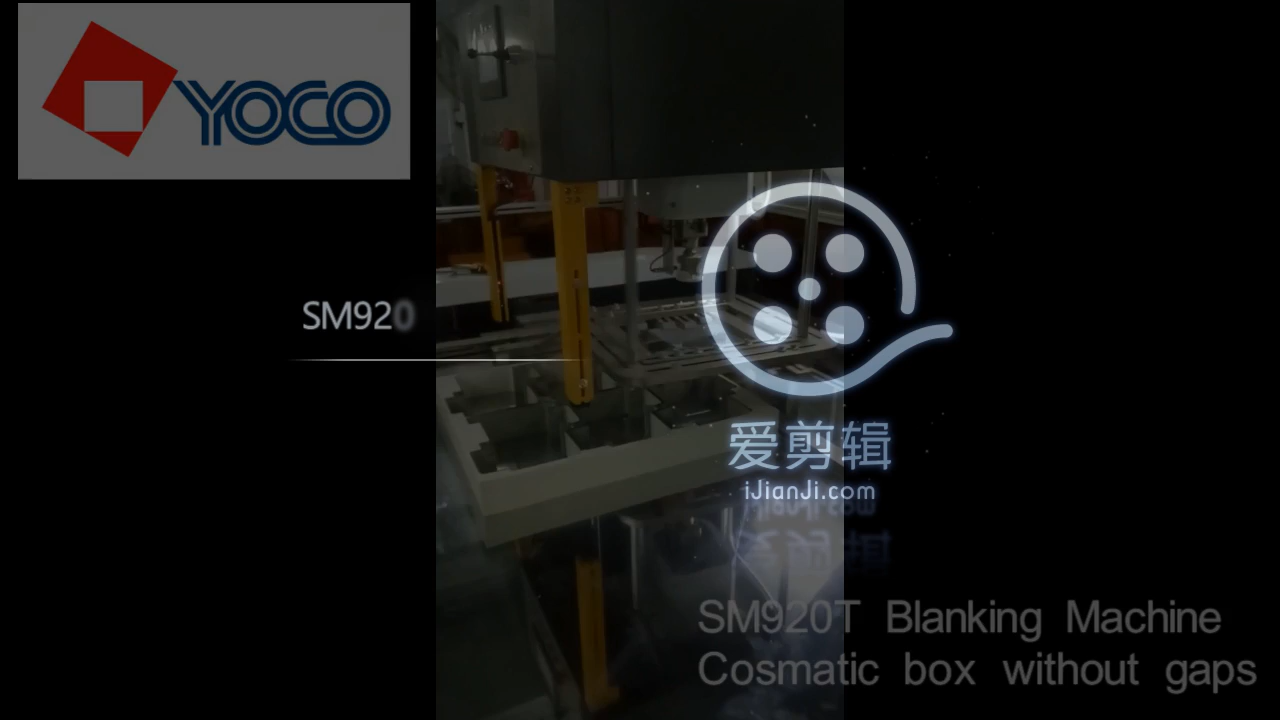 YOCO
SM920
爱剪辑
iJianJi.com
SM920T Blanking Machine
Cosmatic box without gaps